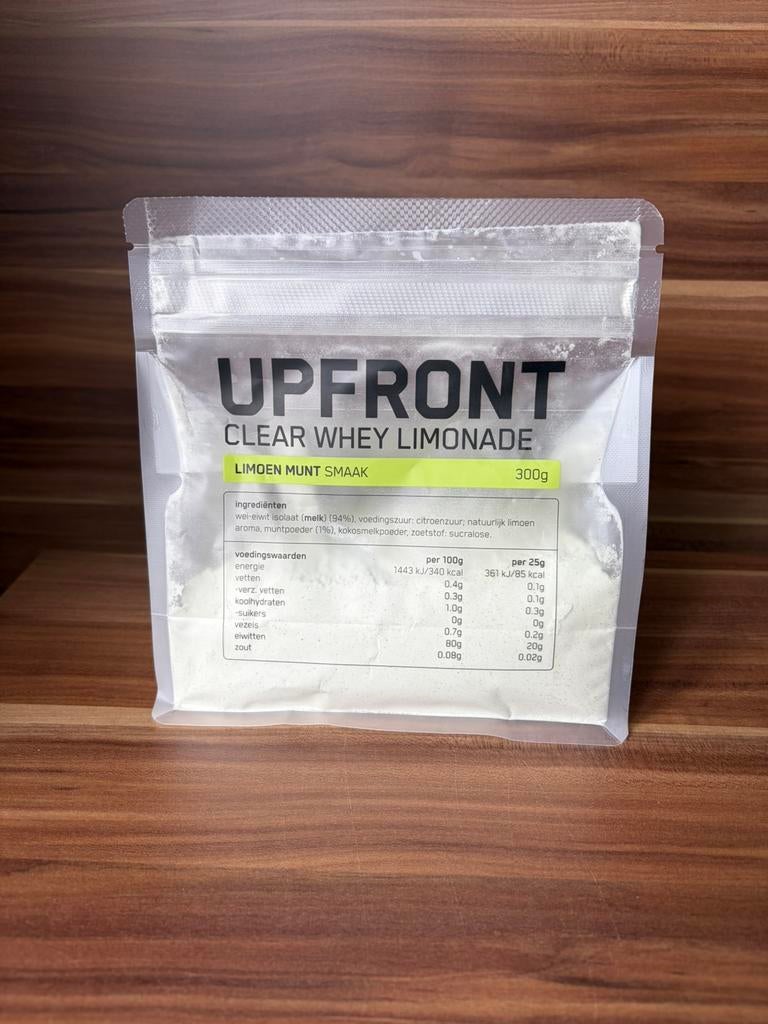 UPFRONT
CLEAR WHEY LIMONADE
LIMOEN MUNT SMAAK 300g
ingrediënten
wei-eiwit isolaat (melk) (94%), voedingszuur: citroenzuur; natuurlijk limoen
aroma, muntpoeder (1%), kokosmelkpoeder, zoetstof: sucralose.
voedingswaarden per 100g per 25g
energie 1443 kJ/340 kcal 361 kJ/85 kcal
vetten 0.4g 0.1g
-verz. vetten 0.3g 0.1g
koolhydraten 1.0g 0.3g
-suikers 0g 0g
vezels 0.7g 0.2g
eiwitten 80g 20g
zout 0.08g 0.02g